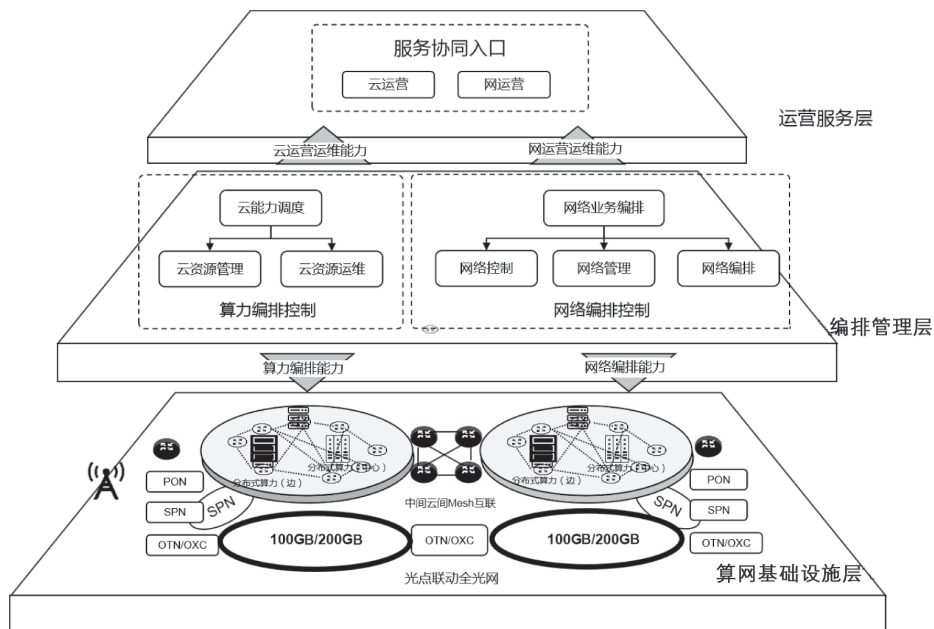 服务协同入口
云运营
网运营
运营服务层
云运营运维能力
网运营运维能力
云能力调度
网络业务编排
云资源管理
云资源运维
网络控制
网络管理
网络编排
算力编排控制
网络编排控制
编排管理层
算力编排能力
网络编排能力
分布式算力（中心）
分布式算力（边）
分布式算力（中心）
分布式算力（边）
PON
PON
SPN
SPN
SPN
SPN
中间云间Mesh互联
OTN/OXC
100GB/200GB
OTN/OXC
100GB/200GB
OTN/OXC
光点联动全光网
算网基础设施层